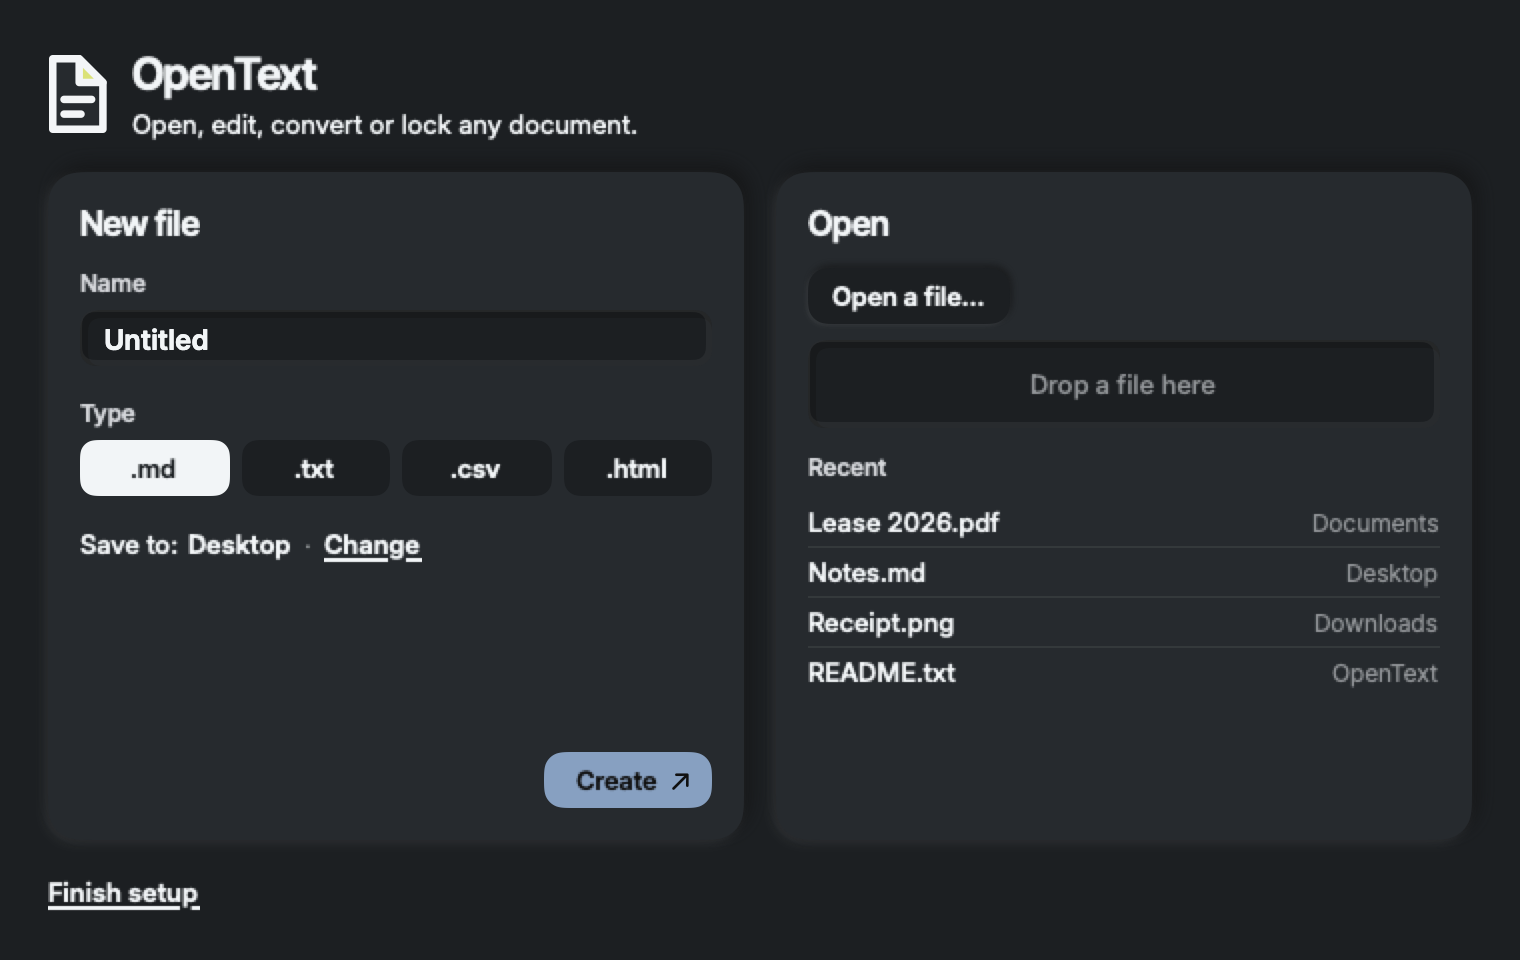 OpenText
Open, edit, convert or lock any document.
New file
Name
Untitled
Type
.md .txt .csv .html
Save to: Desktop · Change
Create
Open
Open a file...
Drop a file here
Recent
Lease 2026.pdf Documents
Notes.md Desktop
Receipt.png Downloads
README.txt OpenText
Finish setup